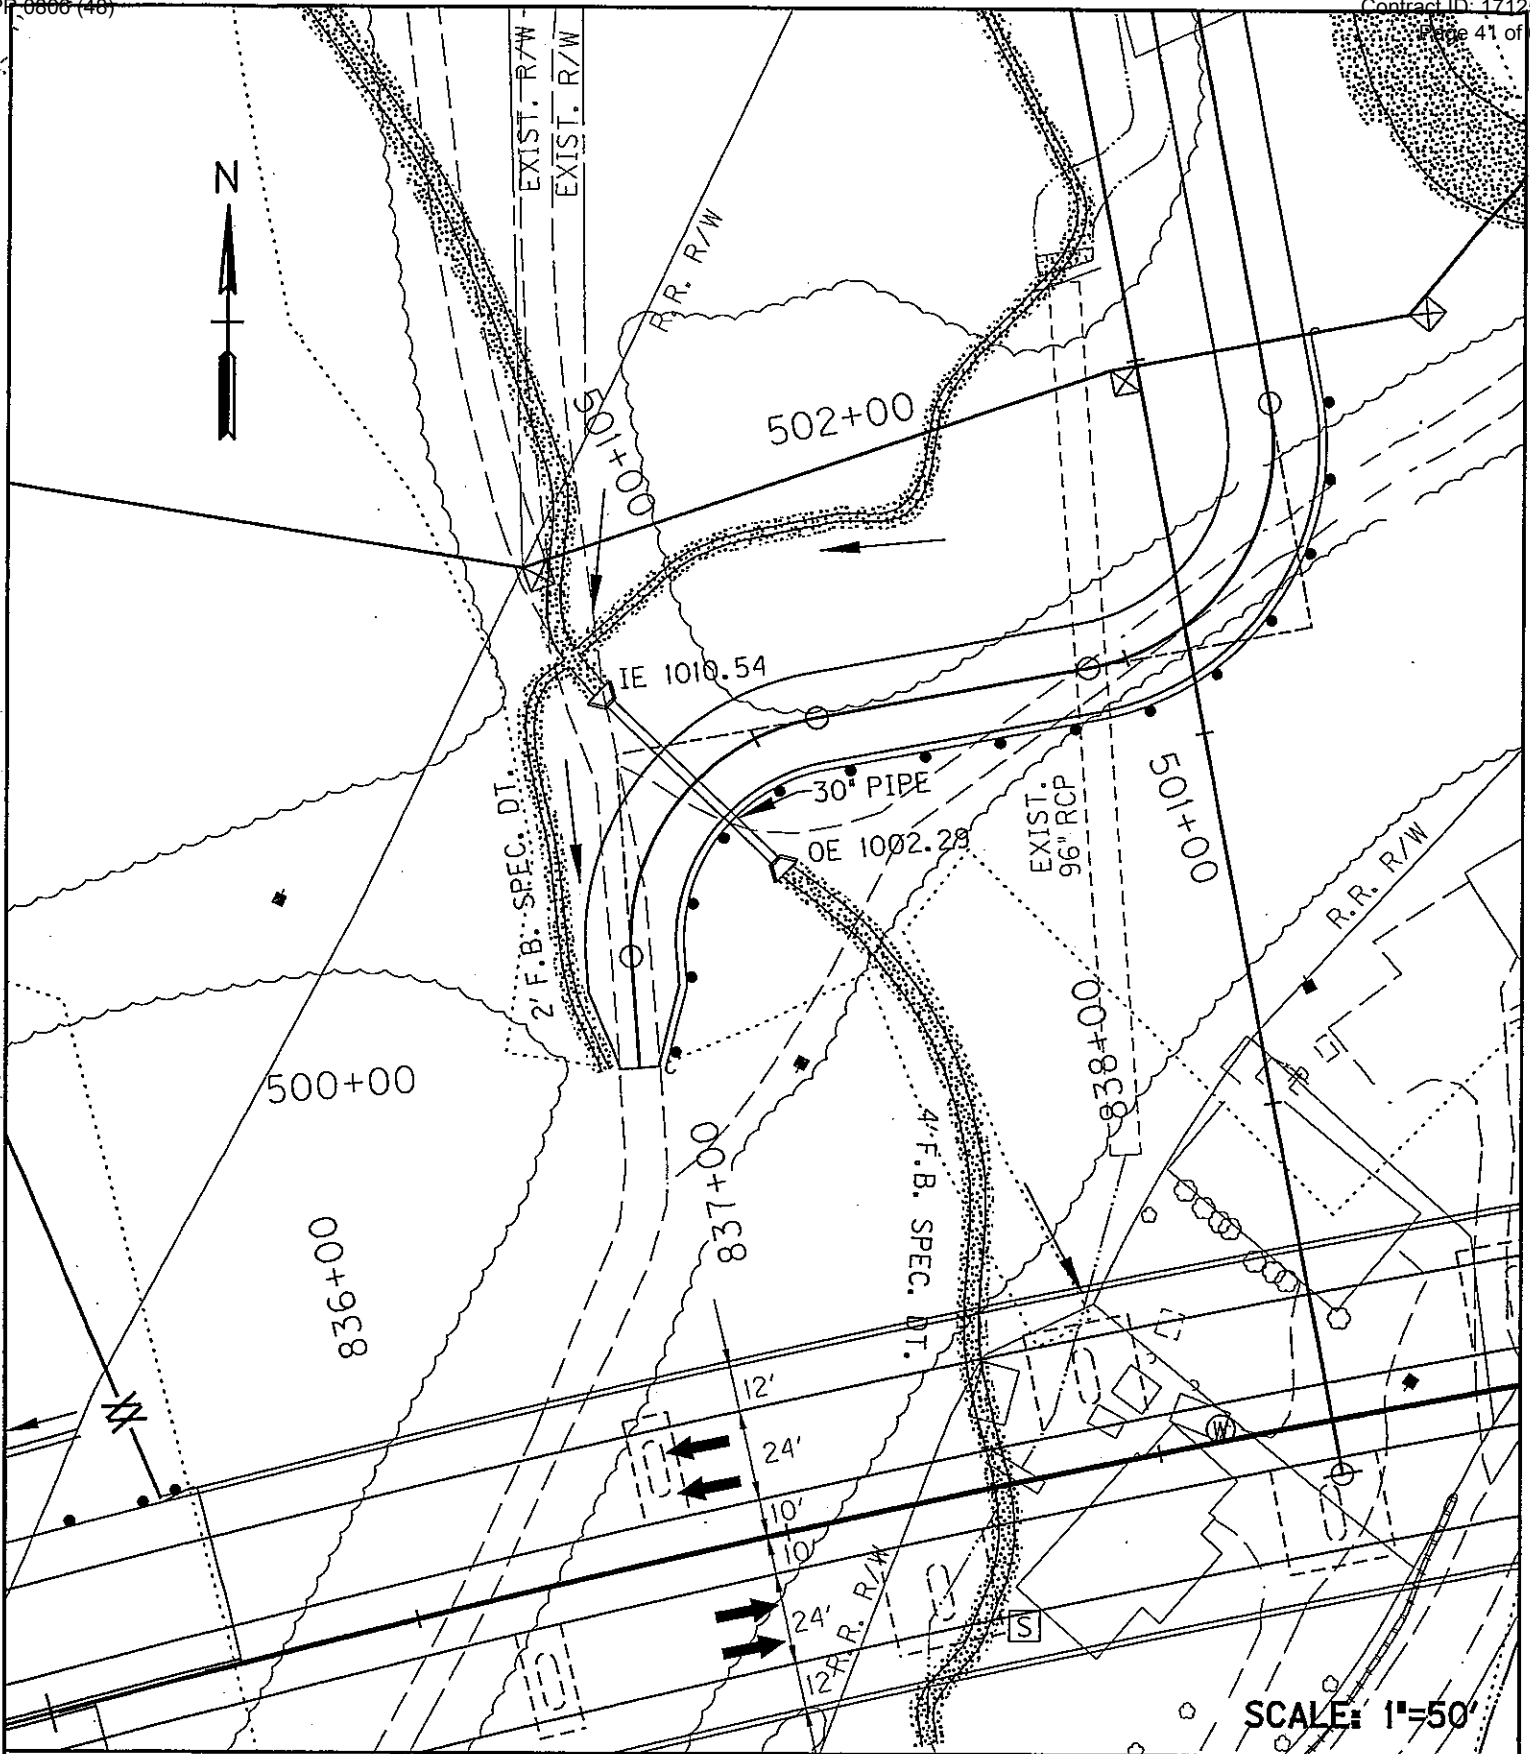 0806 (48)
Contract ID: 1712
Page 41 of
N
EXIST. R/W
EXIST. R/W
R.R. R/W
501+00
502+00
IE 1010.54
30" PIPE
OE 1002.29
2' F.B. SPEC. DT.
EXIST.
96" RCP
501+00
R.R. R/W
500+00
838+00
837+00
4' F.B. SPEC. DT.
836+00
12'
24'
10'
10'
24'
12'
R.R. R/W
W
S
SCALE: 1"=50'